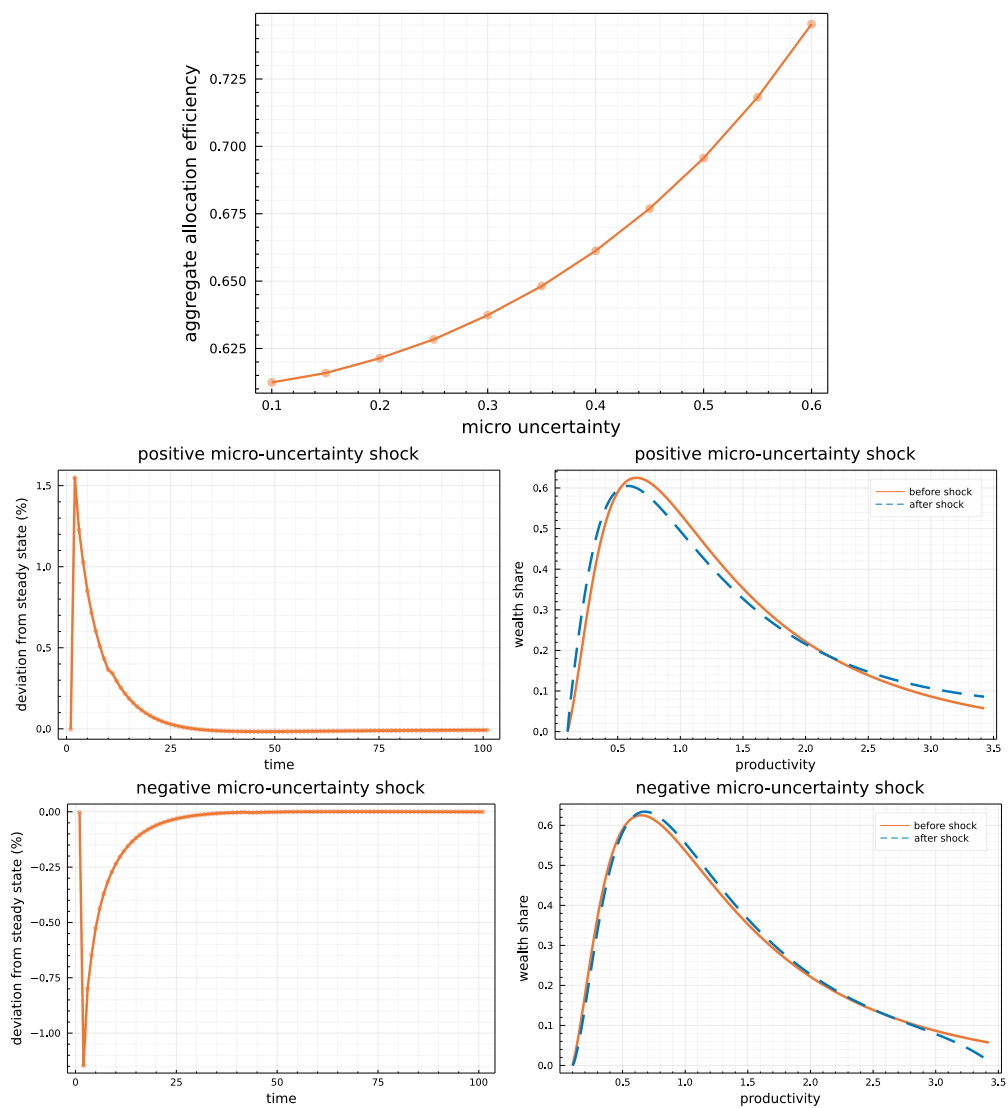 aggregate allocation efficiency
0.725
0.700
0.675
0.650
0.625
0.1 0.2 0.3 0.4 0.5 0.6
micro uncertainty
positive micro-uncertainty shock
deviation from steady state (%)
1.5
1.0
0.5
0.0
0 25 50 75 100
time
positive micro-uncertainty shock
before shock
after shock
wealth share
0.6
0.5
0.4
0.3
0.2
0.1
0.0
0.5 1.0 1.5 2.0 2.5 3.0 3.5
productivity
negative micro-uncertainty shock
deviation from steady state (%)
0.00
−0.25
−0.50
−0.75
−1.00
0 25 50 75 100
time
negative micro-uncertainty shock
before shock
after shock
wealth share
0.6
0.5
0.4
0.3
0.2
0.1
0.0
0.5 1.0 1.5 2.0 2.5 3.0 3.5
productivity